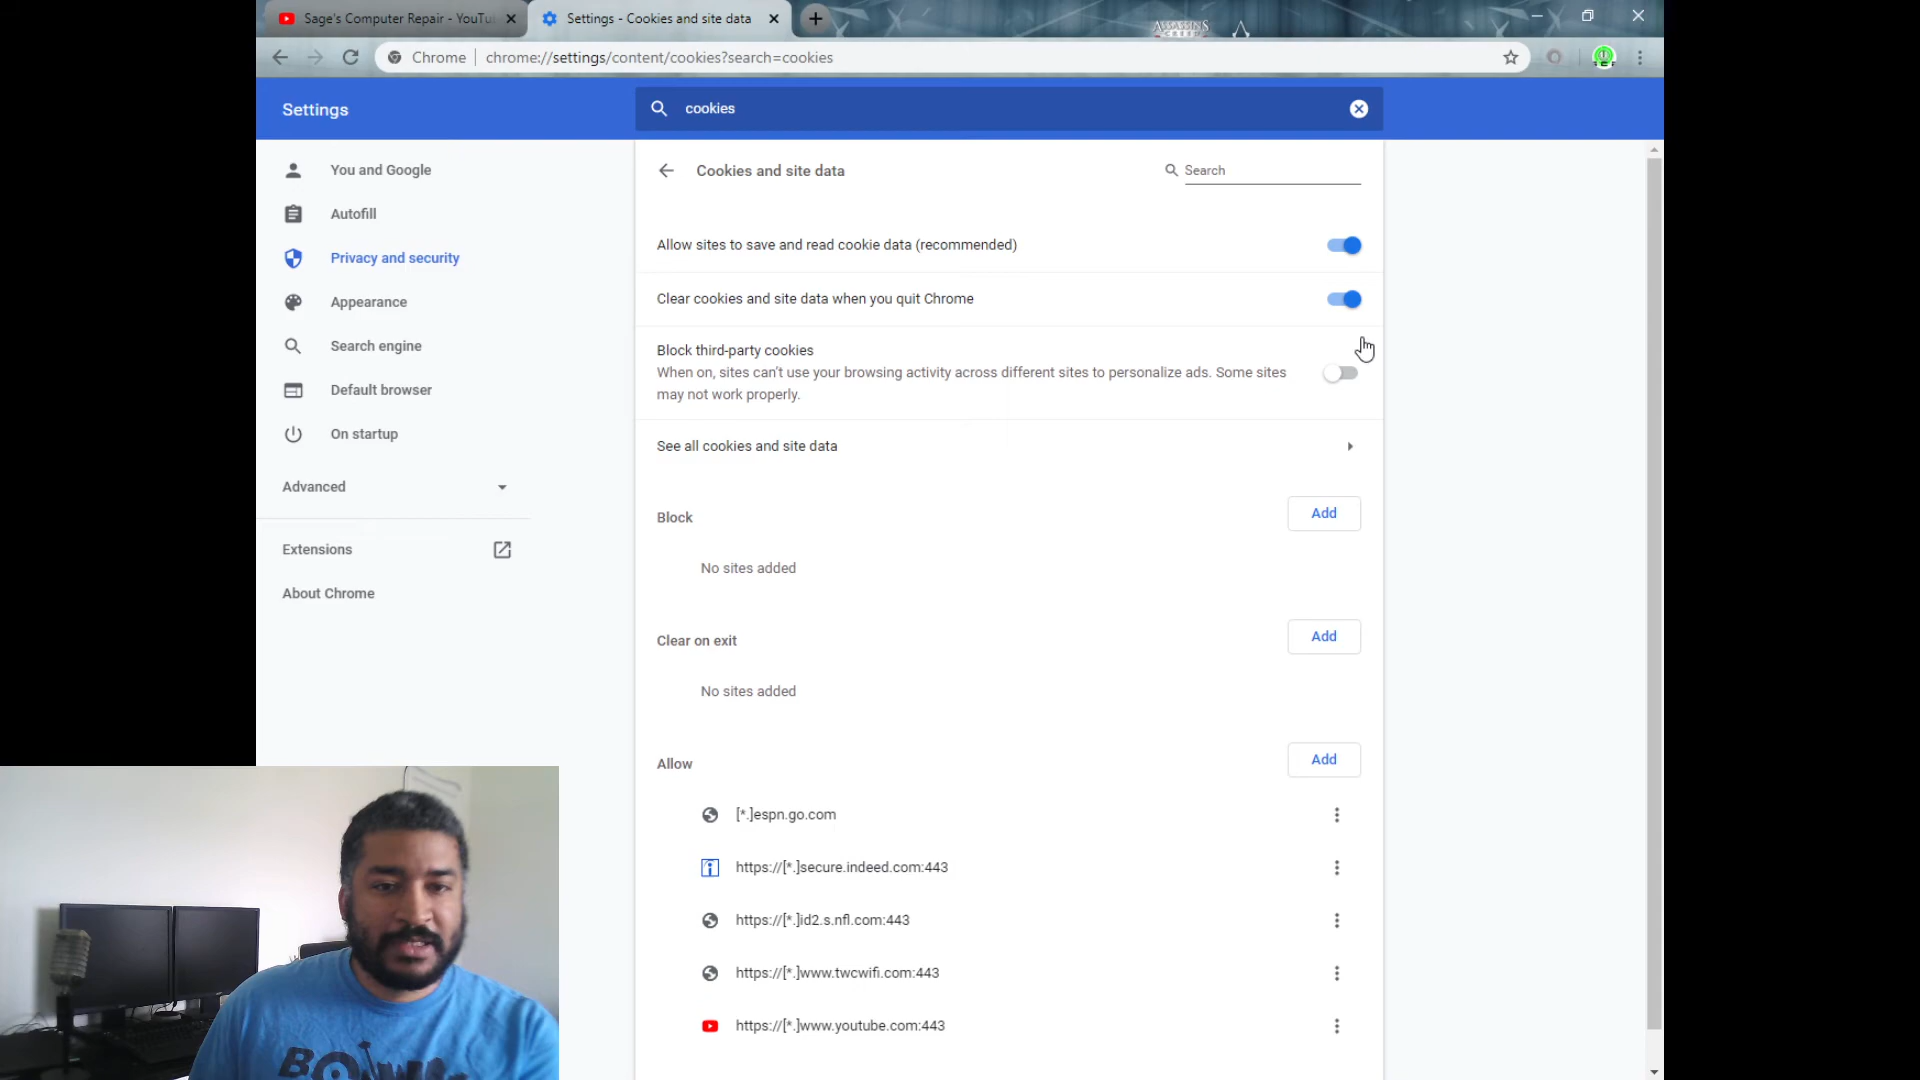 Sage's Computer Repair - YouTu
Settings - Cookies and site data
ASSASSINS
Chrome
chrome://settings/content/cookies?search=cookies
Settings
cookies
You and Google
Autofill
Privacy and security
Appearance
Search engine
Default browser
On startup
Advanced
Extensions
About Chrome
Cookies and site data
Search
Allow sites to save and read cookie data (recommended)
Clear cookies and site data when you quit Chrome
Block third-party cookies
When on, sites can't use your browsing activity across different sites to personalize ads. Some sites
may not work properly.
See all cookies and site data
Block
Add
No sites added
Clear on exit
Add
No sites added
Allow
Add
[*.]espn.go.com
https://[*.]secure.indeed.com:443
https://[*.]id2.s.nfl.com:443
https://[*.]www.twcwifi.com:443
https://[*.]www.youtube.com:443